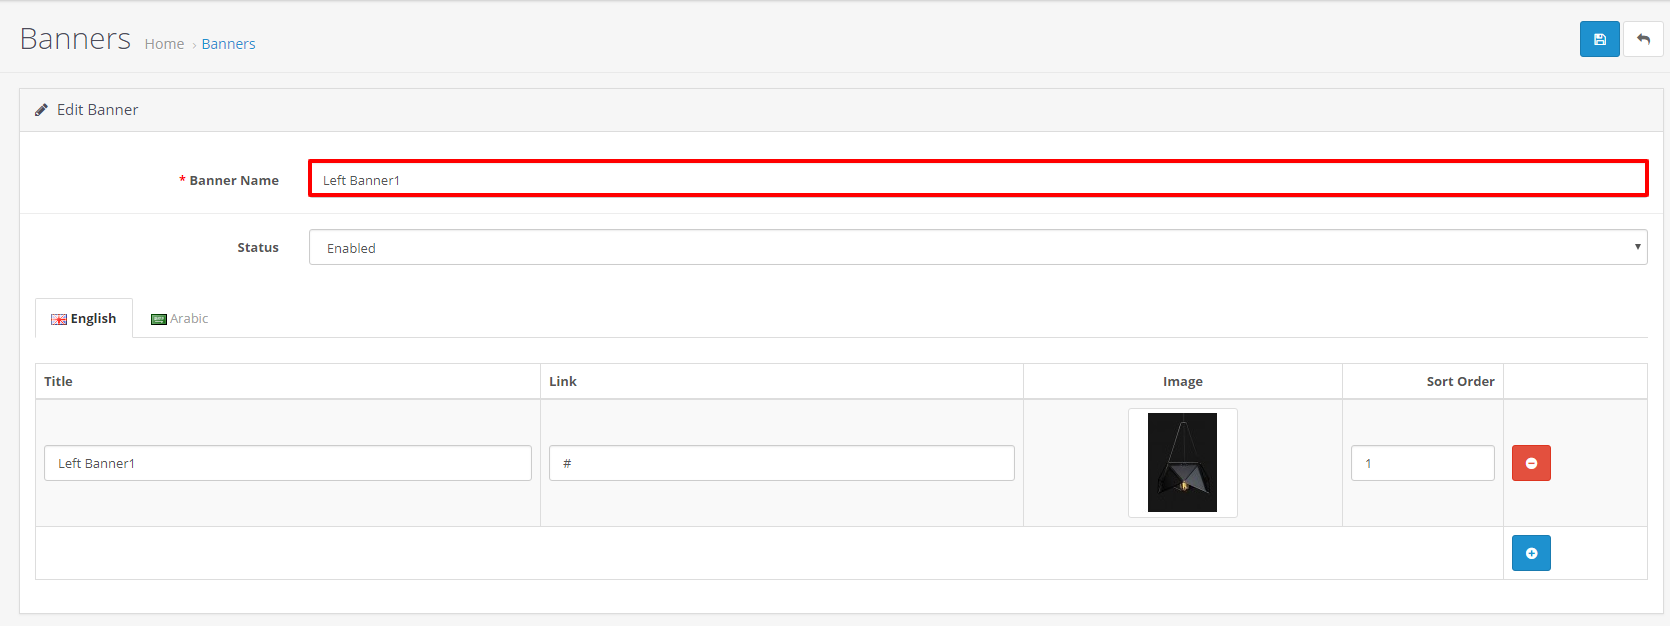 Banners Home › Banners
Edit Banner
* Banner Name Left Banner1
Status Enabled
English Arabic
Title Link Image Sort Order
Left Banner1 # 1